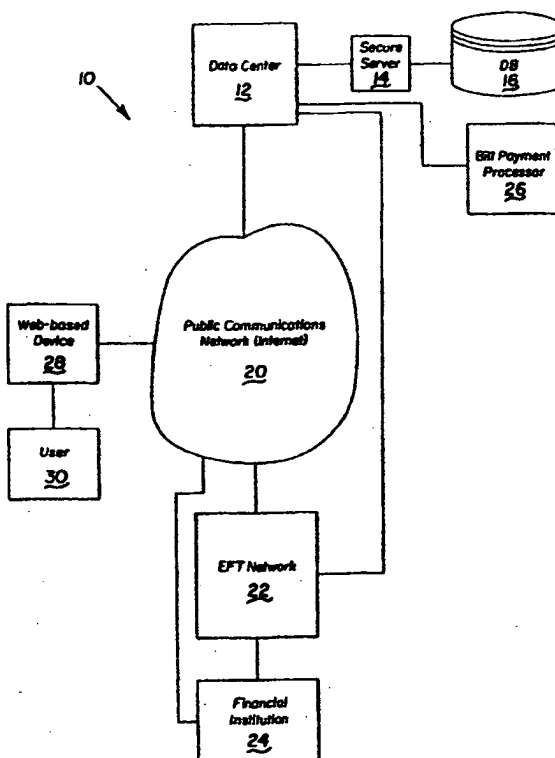 10
Data Center
12
Secure
Server
14
DB
16
Bill Payment
Processor
26
Public Communications
Network (Internet)
20
Web-based
Device
28
User
30
EFT Network
22
Financial
Institution
24